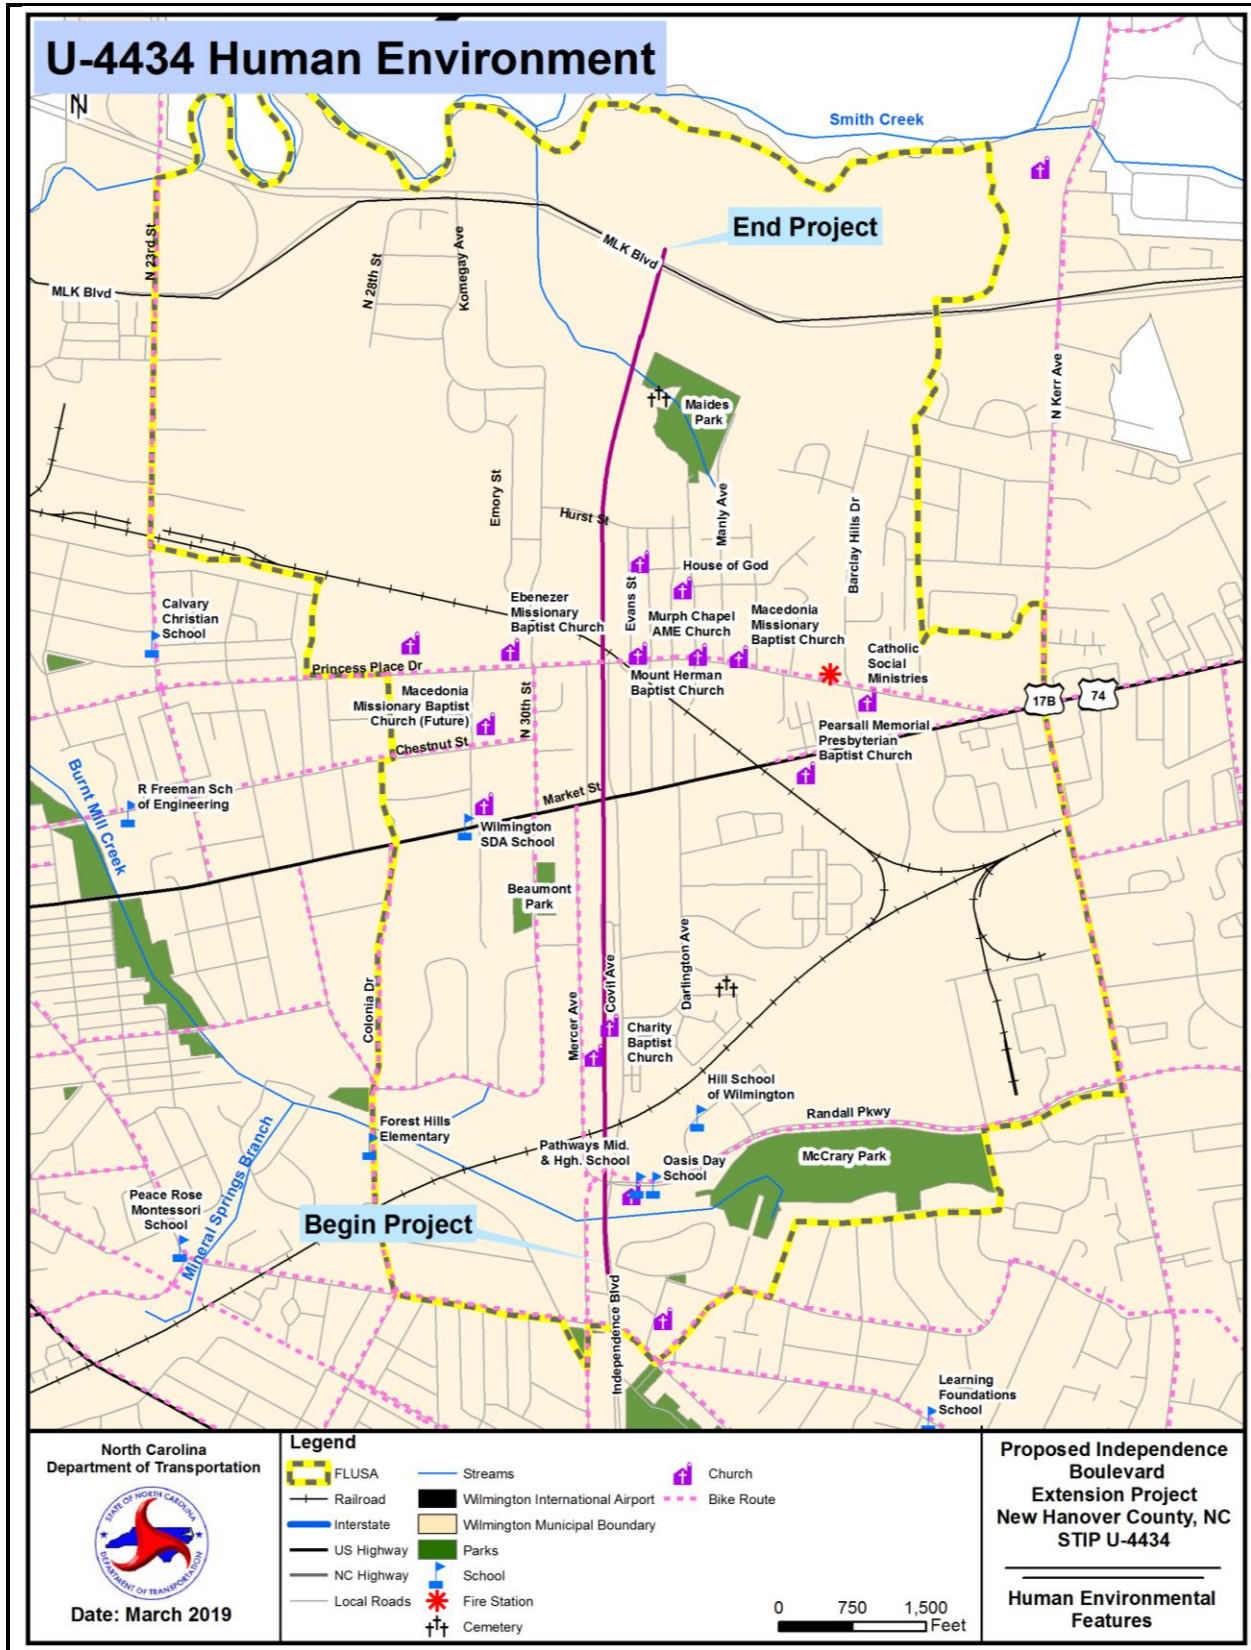 U-4434 Human Environment
N
Smith Creek
End Project
MLK Blvd
N 23rd St
N 28th St
Kornegay Ave
MLK Blvd
N Kerr Ave
Maides
Park
Emory St
Hurst St
Manly Ave
Barclay Hills Dr
House of God
Evans St
Calvary
Christian
School
Ebenezer
Missionary
Baptist Church
Murph Chapel
AME Church
Macedonia
Missionary
Baptist Church
Catholic
Social
Ministries
Princess Place Dr
Mount Herman
Baptist Church
Macedonia
Missionary Baptist
Church (Future)
N 30th St
17B
74
Pearsall Memorial
Presbyterian
Baptist Church
Chestnut St
Burnt Mill Creek
R Freeman Sch
of Engineering
Market St
Wilmington
SDA School
Beaumont
Park
Colonia Dr
Mercer Ave
Covil Ave
Darlington Ave
Charity
Baptist
Church
Hill School
of Wilmington
Randall Pkwy
Forest Hills
Elementary
Pathways Mid.
& Hgh. School
Oasis Day
School
McCrary Park
Mineral Springs Branch
Peace Rose
Montessori
School
Begin Project
Independence Blvd
Learning
Foundations
School
North Carolina
Department of Transportation
STATE OF NORTH CAROLINA
DEPARTMENT OF TRANSPORTATION
Date: March 2019
Legend
FLUSA
Railroad
Interstate
US Highway
NC Highway
Local Roads
Streams
Wilmington International Airport
Wilmington Municipal Boundary
Parks
School
Fire Station
Cemetery
Church
Bike Route
0 750 1,500
Feet
Proposed Independence
Boulevard
Extension Project
New Hanover County, NC
STIP U-4434
Human Environmental
Features